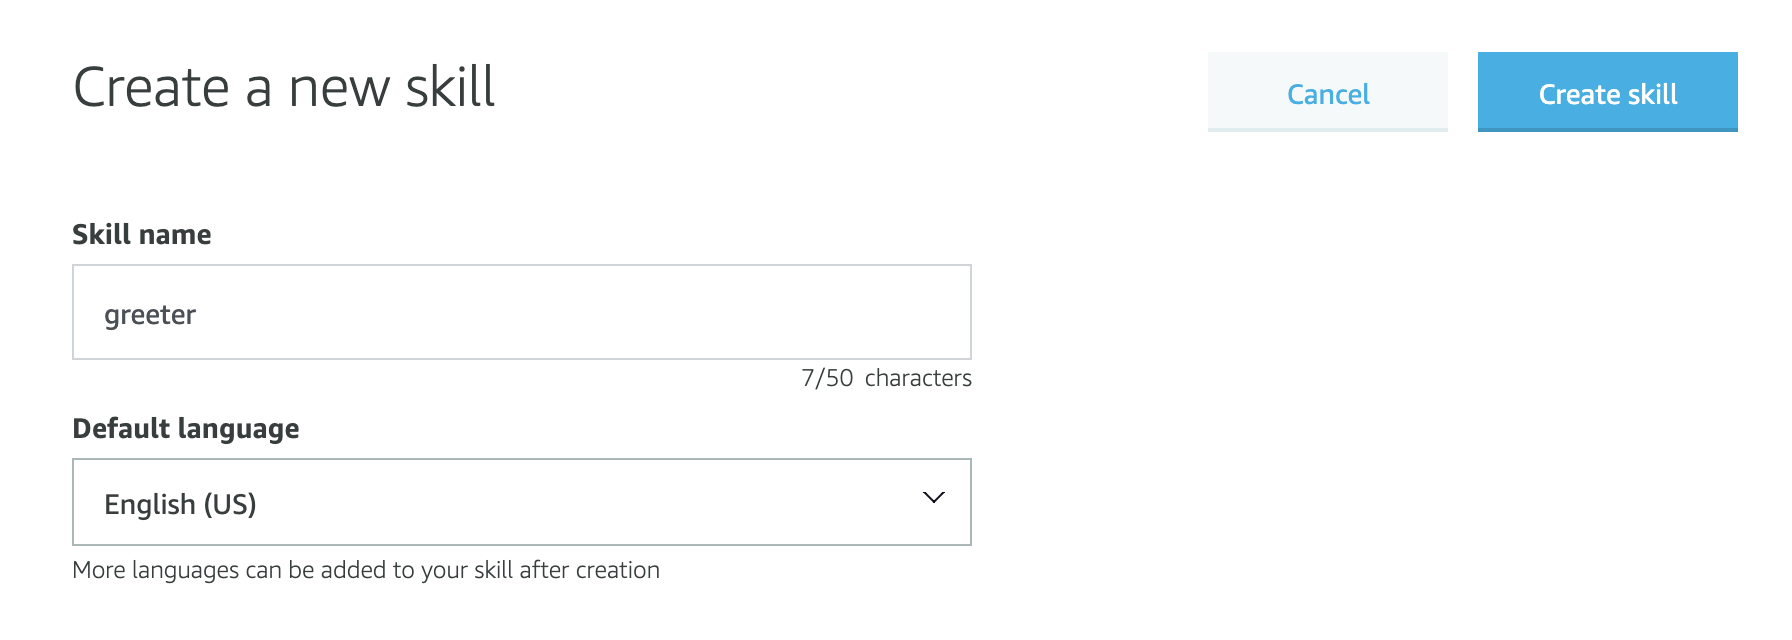 Create a new skill
Cancel
Create skill
Skill name
greeter
7/50 characters
Default language
English (US)
More languages can be added to your skill after creation